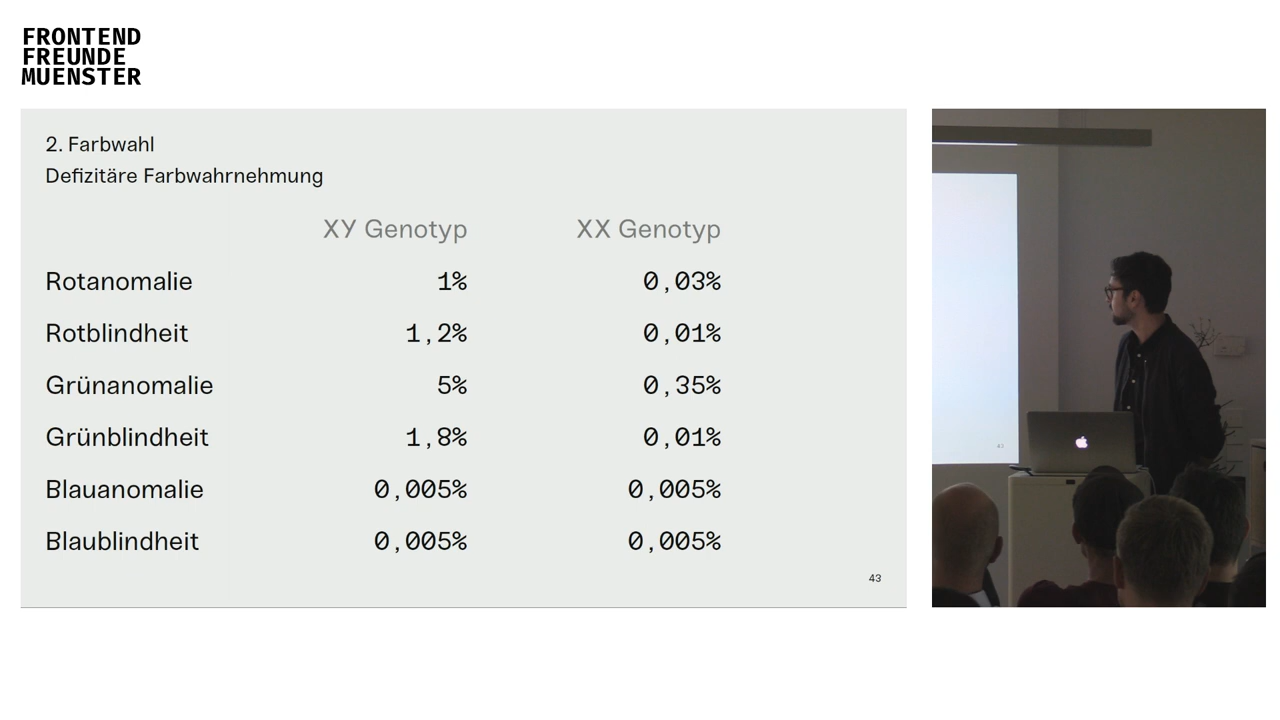 FRONTEND
FREUNDE
MUENSTER
2. Farbwahl
Defizitäre Farbwahrnehmung
XY Genotyp XX Genotyp
Rotanomalie 1% 0,03%
Rotblindheit 1,2% 0,01%
Grünanomalie 5% 0,35%
Grünblindheit 1,8% 0,01%
Blauanomalie 0,005% 0,005%
Blaublindheit 0,005% 0,005%
43